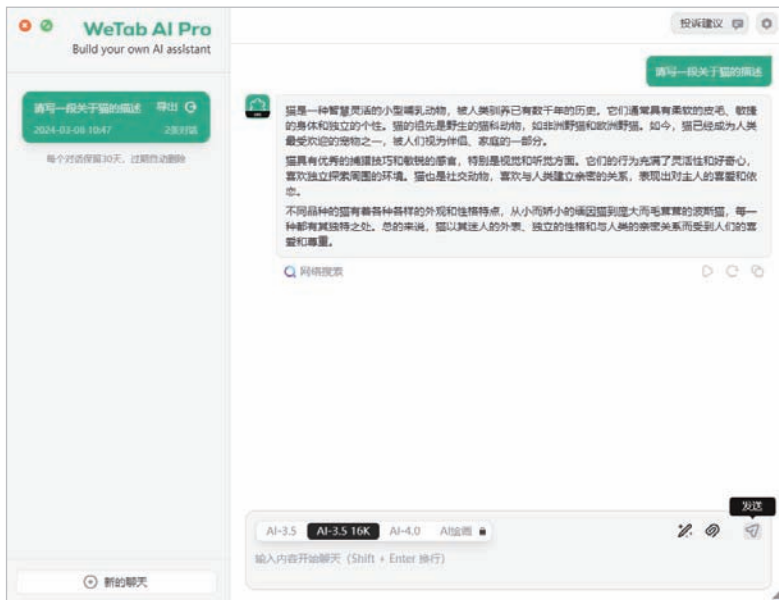 WeTab AI Pro
Build your own AI assistant
投诉建议
请写一段关于猫的描述
请写一段关于猫的描述 导出
2024-03-08 10:47 2条对话
每个对话保留30天，过期自动删除
猫是一种智慧灵活的小型哺乳动物，被人类驯养已有数千年的历史。它们通常具有柔软的皮毛、敏捷
的身体和独立的个性。猫的祖先是野生的猫科动物，如非洲野猫和欧洲野猫。如今，猫已经成为人类
最受欢迎的宠物之一，被人们视为伴侣、家庭的一部分。
猫具有优秀的捕猎技巧和敏锐的感官，特别是视觉和听觉方面。它们的行为充满了灵活性和好奇心，
喜欢独立探索周围的环境。猫也是社交动物，喜欢与人类建立亲密的关系，表现出对主人的喜爱和依
恋。
不同品种的猫有着各种各样的外观和性格特点，从小而娇小的缅因猫到庞大而毛茸茸的波斯猫，每一
种都有其独特之处。总的来说，猫以其迷人的外表、独立的性格和与人类的亲密关系而受到人们的喜
爱和尊重。
网络搜索
发送
AI-3.5 AI-3.5 16K AI-4.0 AI绘画
输入内容开始聊天（Shift + Enter 换行）
新的聊天